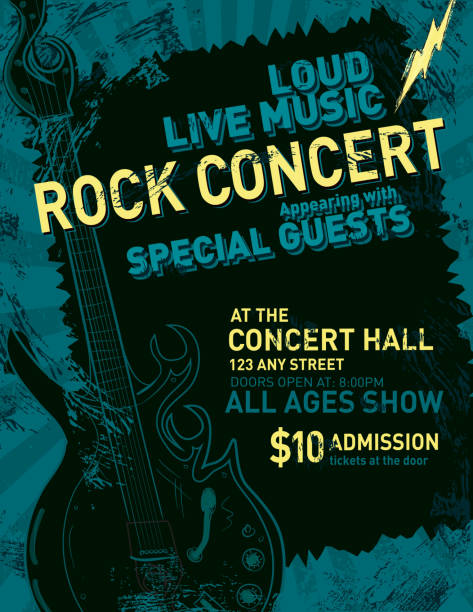 LOUD
LIVE MUSIC
ROCK CONCERT
Appearing with
SPECIAL GUESTS
AT THE
CONCERT HALL
123 ANY STREET
DOORS OPEN AT: 8:00PM
ALL AGES SHOW
$10 ADMISSION
tickets at the door